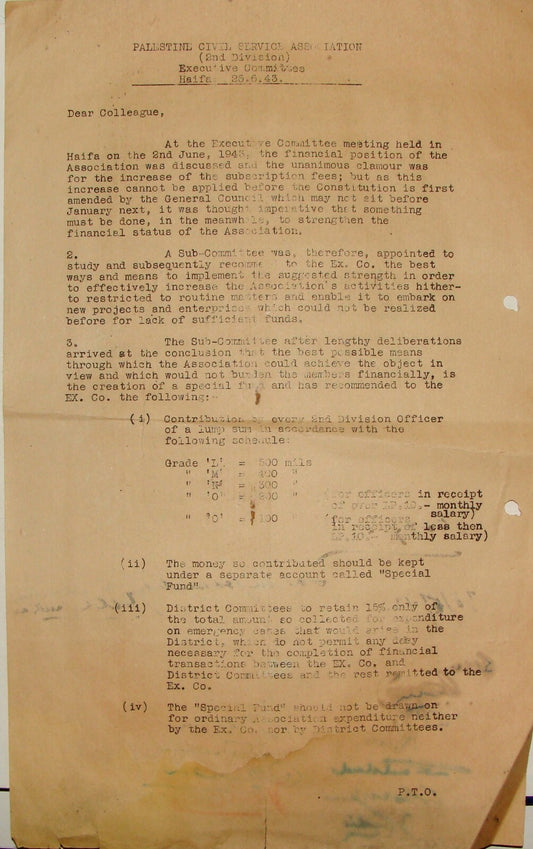 PALESTINE CIVIL SERVICE ASSOCIATION
(2nd Division)
Executive Committee
Haifa 25.6.43.
Dear Colleague,
At the Executive Committee meeting held in
Haifa on the 2nd June, 1943, the financial position of the
Association was discussed and the unanimous clamour was
for the increase of the subscription fees; but as this
increase cannot be applied before the Constitution is first
amended by the General Council which may not sit before
January next, it was thought imperative that something
must be done, in the meanwhile, to strengthen the
financial status of the Association.
2. A Sub-Committee was, therefore, appointed to
study and subsequently recommend to the Ex. Co. the best
ways and means to implement the suggested strength in order
to effectively increase the Association's activities hither-
to restricted to routine matters and enable it to embark on
new projects and enterprises which could not be realized
before for lack of sufficient funds.
3. The Sub-Committee after lengthy deliberations
arrived at the conclusion that the best possible means
through which the Association could achieve the object in
view and which would not burden the members financially, is
the creation of a special fund and has recommended to the
EX. Co. the following:-
(i) Contribution by every 2nd Division Officer
of a lump sum in accordance with the
following schedule:
Grade 'L' = 500 mils
" 'M' = 400 "
" 'N' = 300 "
" 'O' = 200 " (for officers in receipt
of over LP.10.- monthly
salary)
" 'O' = 100 " (for officers
in receipt of less then
LP.10.- monthly salary)
(ii) The money so contributed should be kept
under a separate account called "Special
Fund".
(iii) District Committees to retain 15% only of
the total amount so collected for expenditure
on emergency cases that would arise in the
District, which do not permit any delay
necessary for the completion of financial
transactions between the EX. Co. and
District Committees and the rest remitted to the
Ex. Co.
(iv) The "Special Fund" should not be drawn on
for ordinary Association expenditure neither
by the Ex. Co. nor by District Committees.
P.T.O.